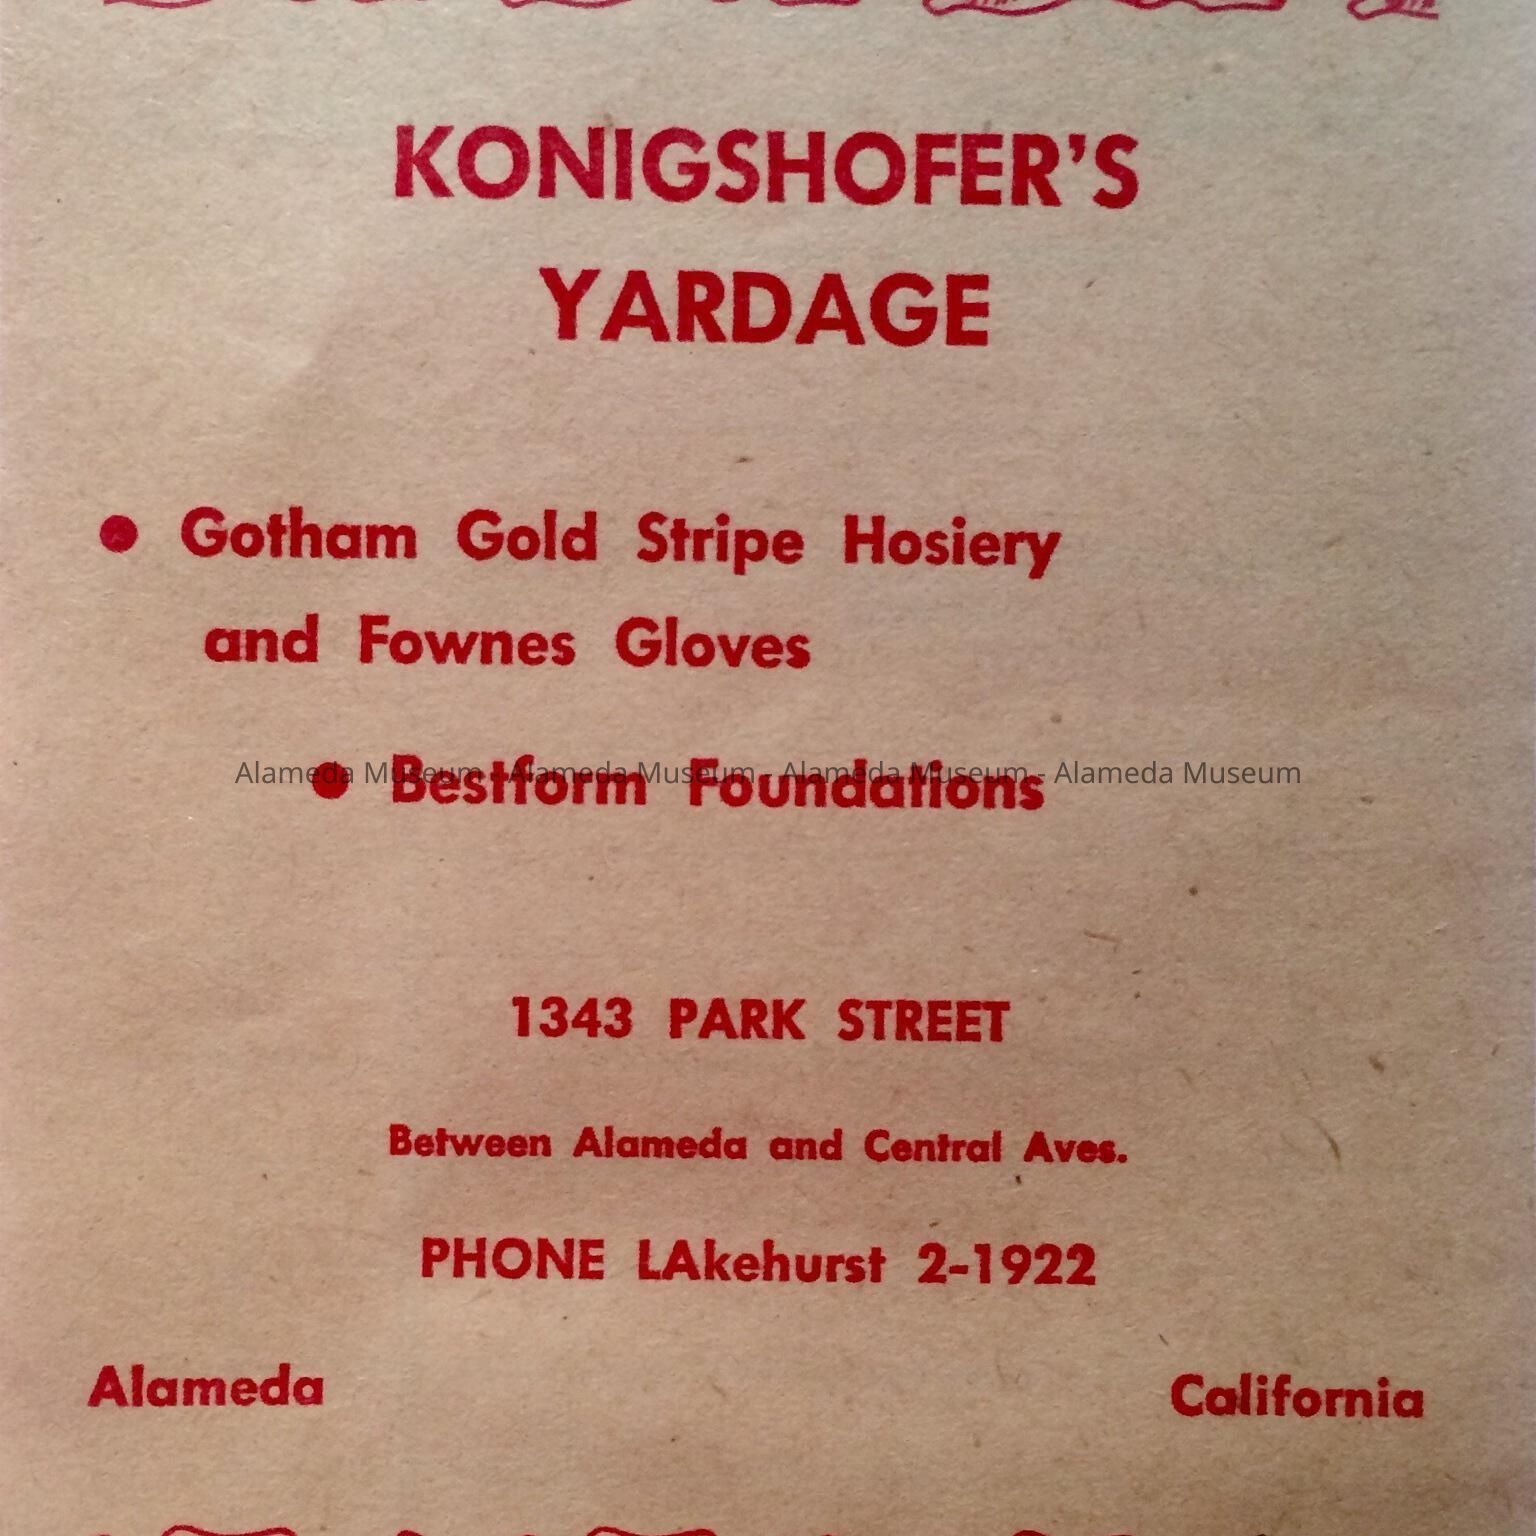 KONIGSHOFER'S
YARDAGE
● Gotham Gold Stripe Hosiery
and Fownes Gloves
● Bestform Foundations
Alameda Museum - Alameda Museum - Alameda Museum - Alameda Museum
1343 PARK STREET
Between Alameda and Central Aves.
PHONE LAkehurst 2-1922
Alameda California